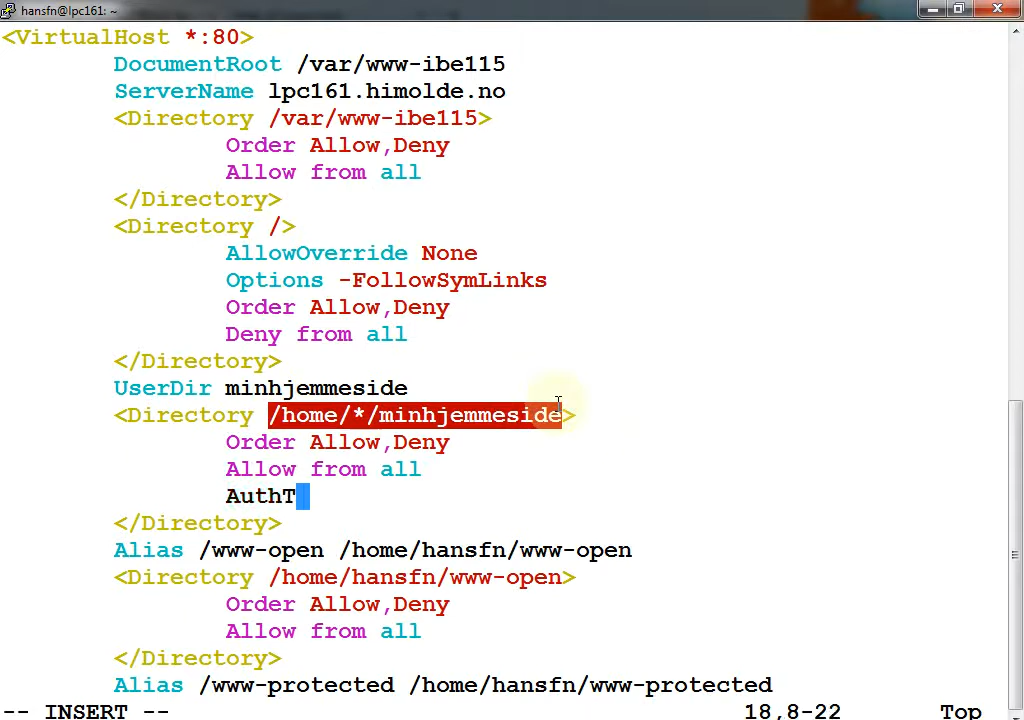 hansfn@lpc161: ~
<VirtualHost *:80>
DocumentRoot /var/www-ibe115
ServerName lpc161.himolde.no
<Directory /var/www-ibe115>
Order Allow,Deny
Allow from all
</Directory>
<Directory />
AllowOverride None
Options -FollowSymLinks
Order Allow,Deny
Deny from all
</Directory>
UserDir minhjemmeside
<Directory /home/*/minhjemmeside>
Order Allow,Deny
Allow from all
AuthT
</Directory>
Alias /www-open /home/hansfn/www-open
<Directory /home/hansfn/www-open>
Order Allow,Deny
Allow from all
</Directory>
Alias /www-protected /home/hansfn/www-protected
-- INSERT -- 18,8-22 Top